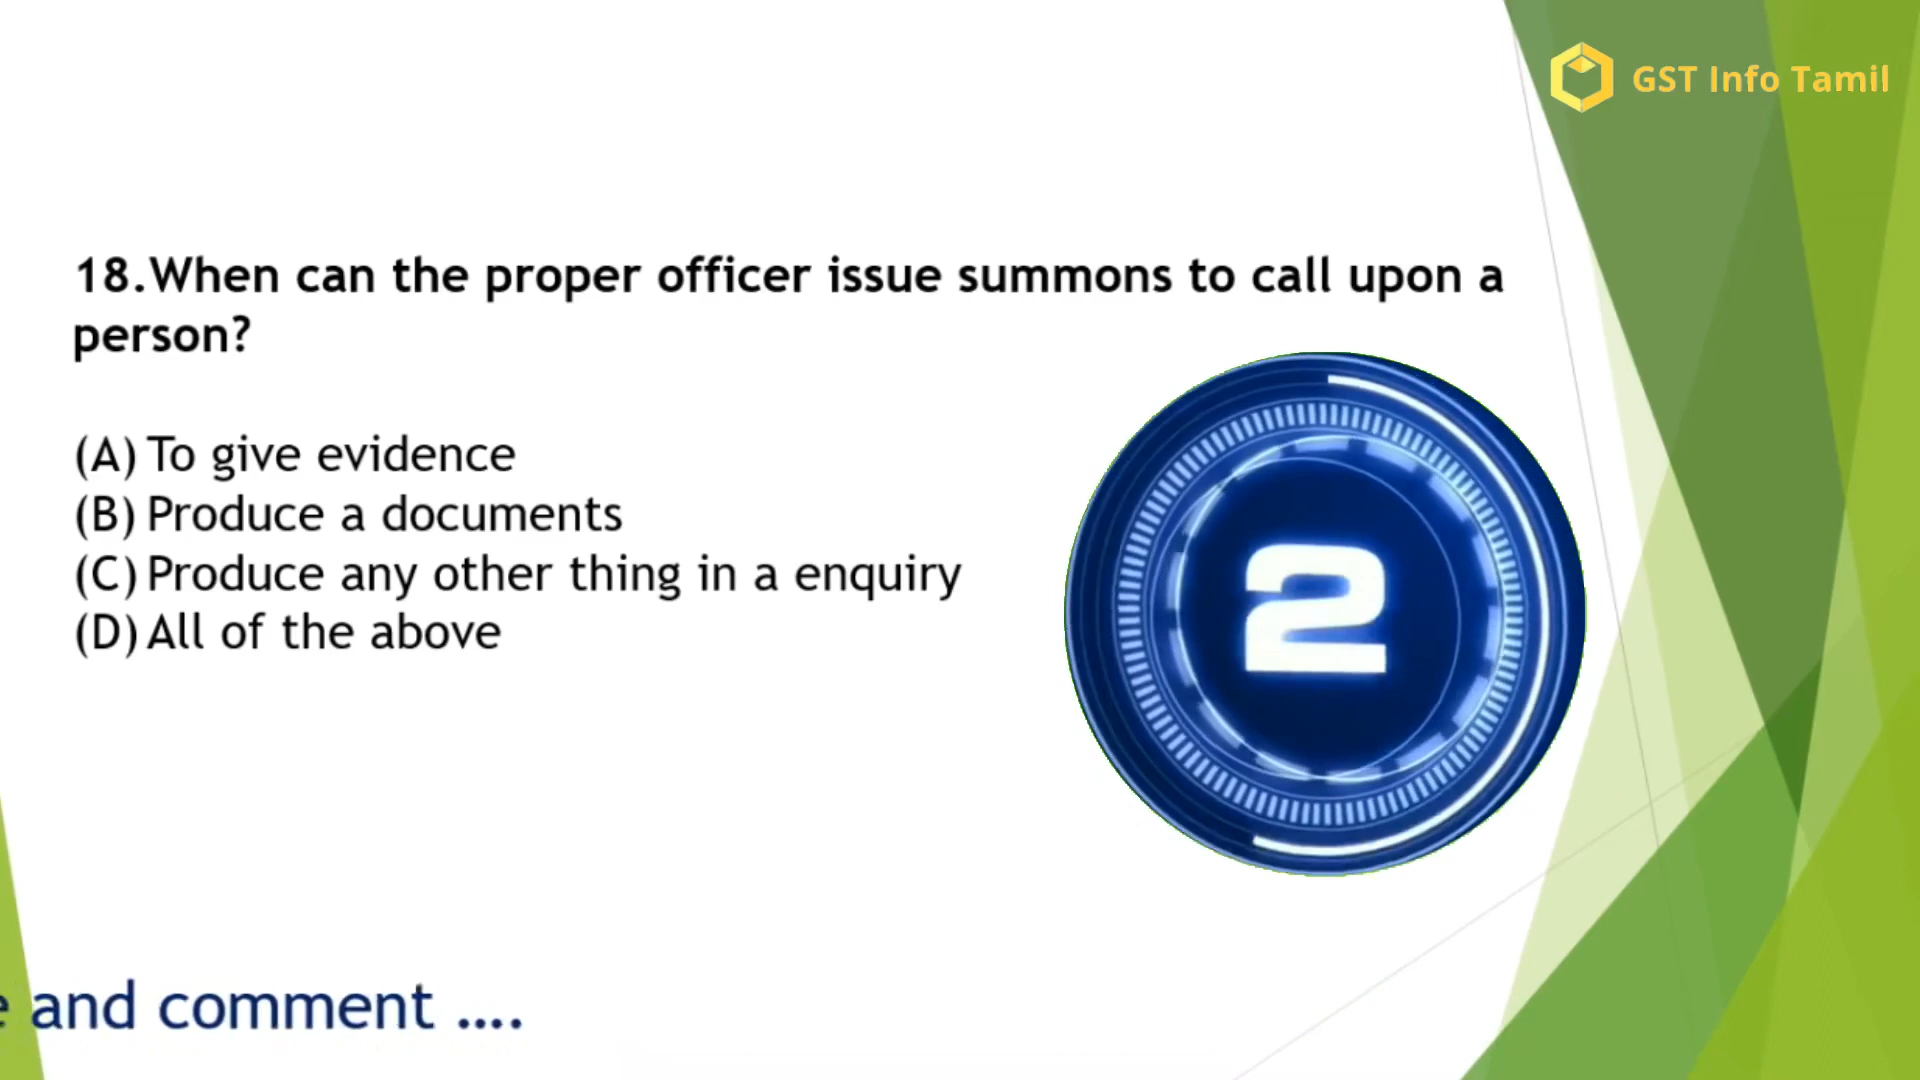 GST Info Tamil
18.When can the proper officer issue summons to call upon a
person?
(A) To give evidence
(B) Produce a documents
(C) Produce any other thing in a enquiry
(D) All of the above
2
and comment ....